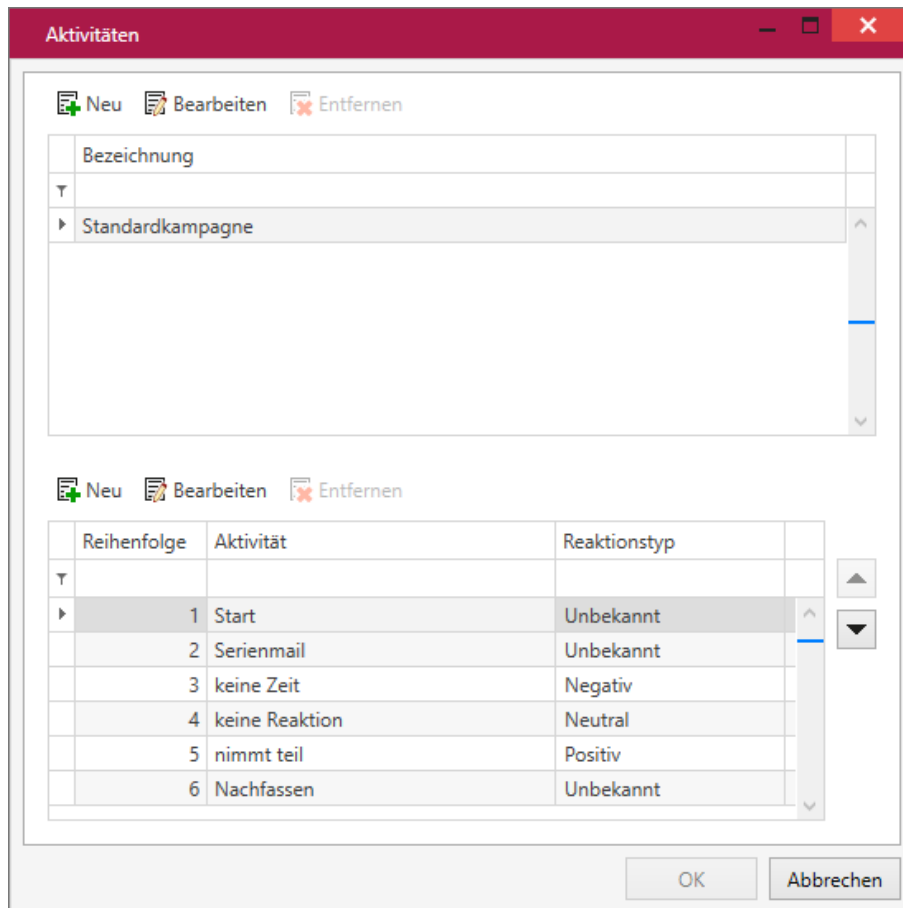 Aktivitäten
Neu Bearbeiten Entfernen
Bezeichnung
Standardkampagne
Neu Bearbeiten Entfernen
Reihenfolge Aktivität Reaktionstyp
1 Start Unbekannt
2 Serienmail Unbekannt
3 keine Zeit Negativ
4 keine Reaktion Neutral
5 nimmt teil Positiv
6 Nachfassen Unbekannt
OK Abbrechen